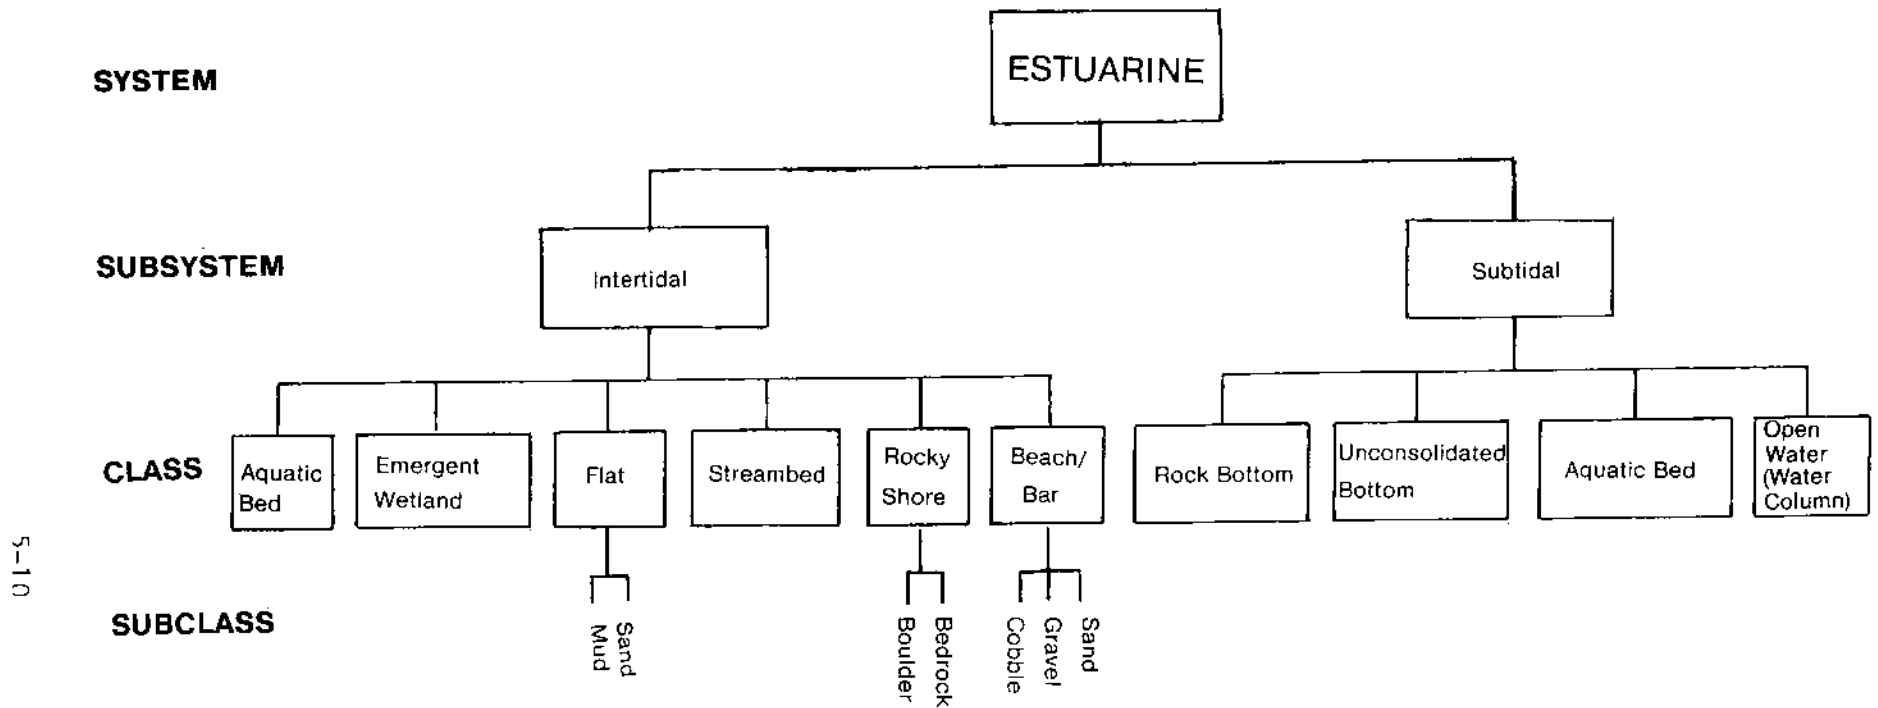 SYSTEM
ESTUARINE
SUBSYSTEM
Intertidal
Subtidal
CLASS
Aquatic
Bed
Emergent
Wetland
Flat
Streambed
Rocky
Shore
Beach/
Bar
Rock Bottom
Unconsolidated
Bottom
Aquatic Bed
Open
Water
(Water
Column)
SUBCLASS
Mud
Sand
Boulder
Bedrock
Cobble
Gravel
Sand
5-10